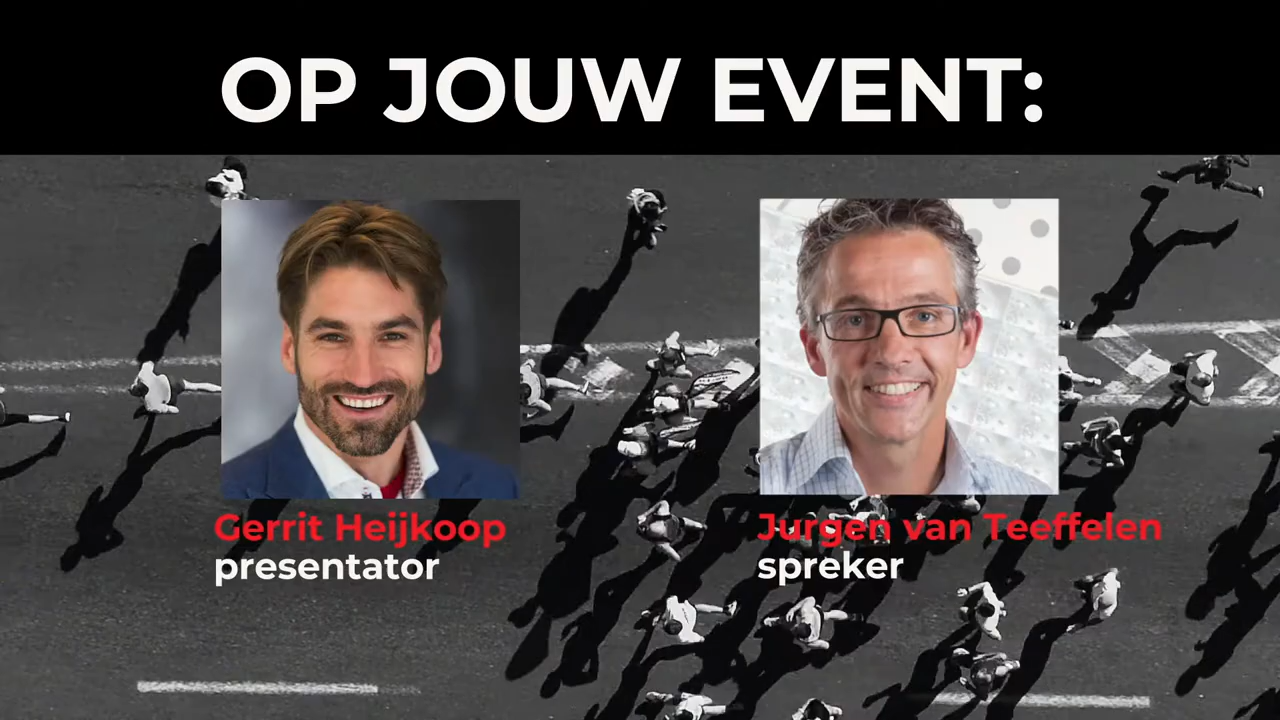 OP JOUW EVENT:
Gerrit Heijkoop
presentator
Jurgen van Teeffelen
spreker